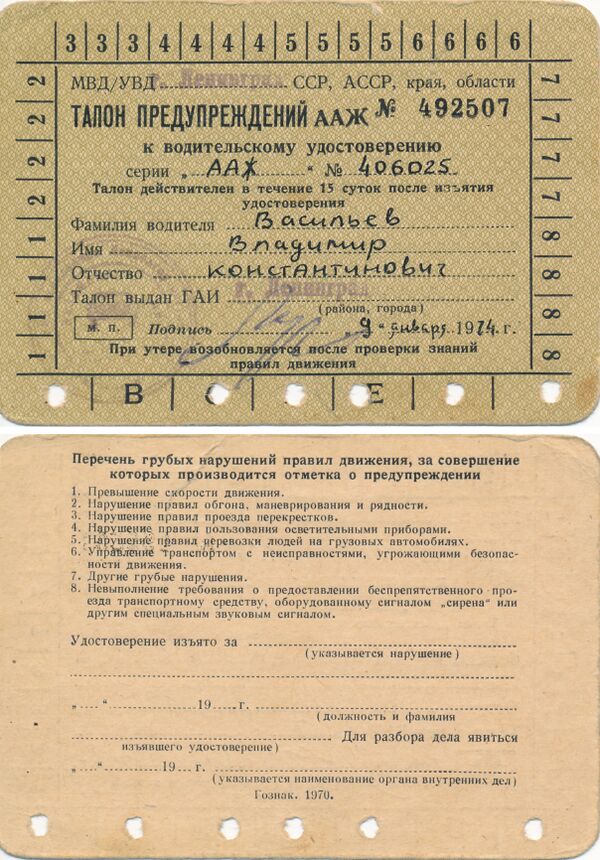 3 3 3 4 4 4 4 5 5 5 5 6 6 6 6
2 2 2 2 1 1 1 1
7 7 7 7 8 8 8 8
МВД/УВД г. Ленинград ССР, АССР, края, области
ТАЛОН ПРЕДУПРЕЖДЕНИЙ ААЖ № 492507
к водительскому удостоверению
серии „ ААЖ “ № 406025
Талон действителен в течение 15 суток после изъятия
удостоверения
Фамилия водителя Васильев
Имя Владимир
Отчество Константинович
Талон выдан ГАИ г. Ленинград
(района, города)
м. п. Подпись 9 января 1974 г.
При утере возобновляется после проверки знаний
правил движения
В С Е
Перечень грубых нарушений правил движения, за совершение
которых производится отметка о предупреждении
1. Превышение скорости движения.
2. Нарушение правил обгона, маневрирования и рядности.
3. Нарушение правил проезда перекрестков.
4. Нарушение правил пользования осветительными приборами.
5. Нарушение правил перевозки людей на грузовых автомобилях.
6. Управление транспортом с неисправностями, угрожающими безопас-
ности движения.
7. Другие грубые нарушения.
8. Невыполнение требования о предоставлении беспрепятственного про-
езда транспортному средству, оборудованному сигналом „сирена“ или
другим специальным звуковым сигналом.
Удостоверение изъято за
(указывается нарушение)
„ “ 19 г.
(должность и фамилия
Для разбора дела явиться
изъявшего удостоверение)
„ “ 19 г.
(указывается наименование органа внутренних дел)
Гознак. 1970.